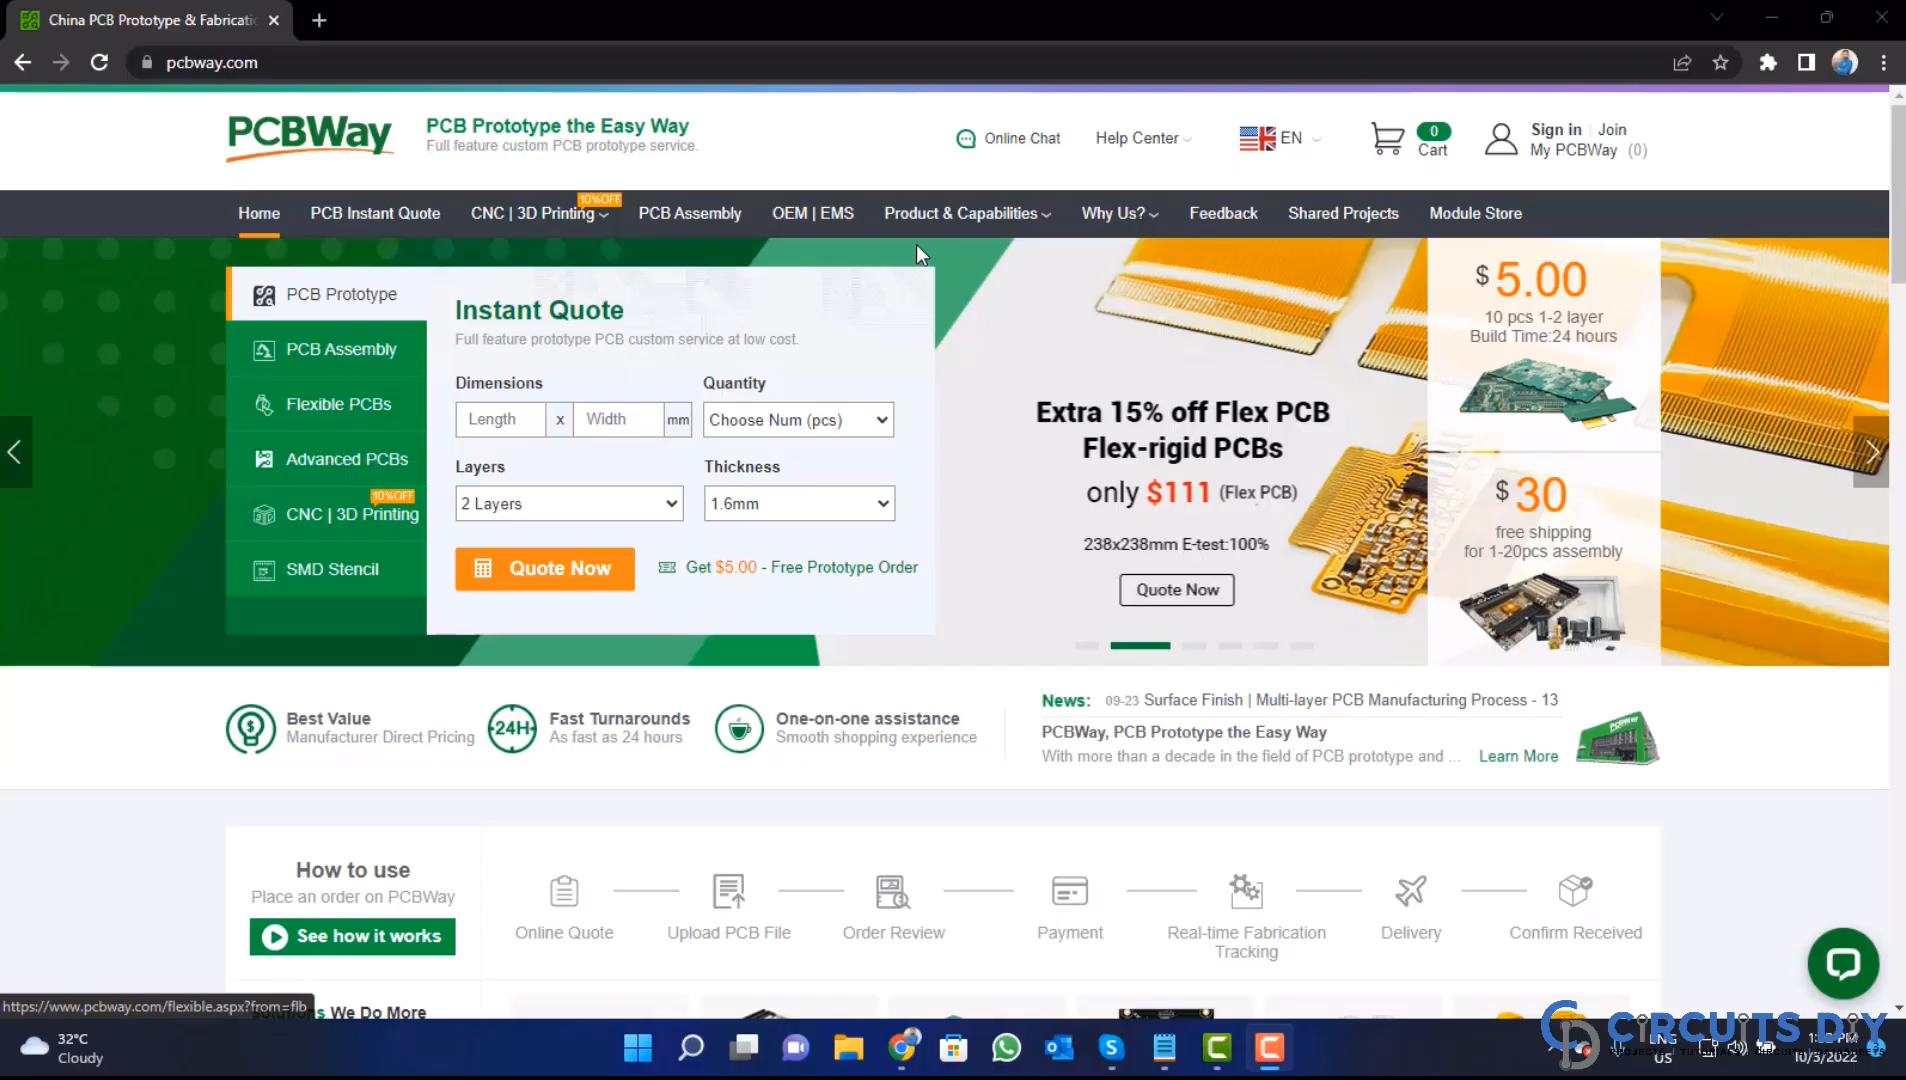 China PCB Prototype & Fabricati
pcbway.com
PCBWay
PCB Prototype the Easy Way
Full feature custom PCB prototype service.
Online Chat
Help Center
EN
0
Cart
Sign in
Join
My PCBWay (0)
Home
PCB Instant Quote
CNC | 3D Printing
10%OFF
PCB Assembly
OEM | EMS
Product & Capabilities
Why Us?
Feedback
Shared Projects
Module Store
PCB Prototype
PCB Assembly
Flexible PCBs
Advanced PCBs
10%OFF
CNC | 3D Printing
SMD Stencil
Instant Quote
Full feature prototype PCB custom service at low cost.
Dimensions
Quantity
Length x Width mm
Choose Num (pcs)
Layers
Thickness
2 Layers
1.6mm
Quote Now
Get $5.00 - Free Prototype Order
Extra 15% off Flex PCB
Flex-rigid PCBs
only $111 (Flex PCB)
238x238mm E-test:100%
Quote Now
$ 5.00
10 pcs 1-2 layer
Build Time:24 hours
$ 30
free shipping
for 1-20pcs assembly
Best Value
Manufacturer Direct Pricing
24H
Fast Turnarounds
As fast as 24 hours
One-on-one assistance
Smooth shopping experience
News: 09-23 Surface Finish | Multi-layer PCB Manufacturing Process - 13
PCBWay, PCB Prototype the Easy Way
With more than a decade in the field of PCB prototype and ... Learn More
How to use
Place an order on PCBWay
See how it works
Online Quote
Upload PCB File
Order Review
Payment
Real-time Fabrication
Tracking
Delivery
Confirm Received
https://www.pcbway.com/flexible.aspx?from=flb
We Do More
32°C
Cloudy
ENG
US
10/3/2022
CIRCUITS DIY
PROJECTS TUTORIALS CIRCUITS DATASHEETS